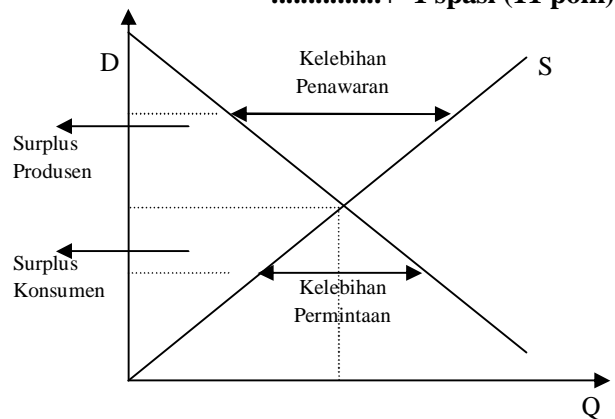 ................ 1 spasi (11 poin)
D
Kelebihan
Penawaran
S
Surplus
Produsen
Surplus
Konsumen
Kelebihan
Permintaan
Q